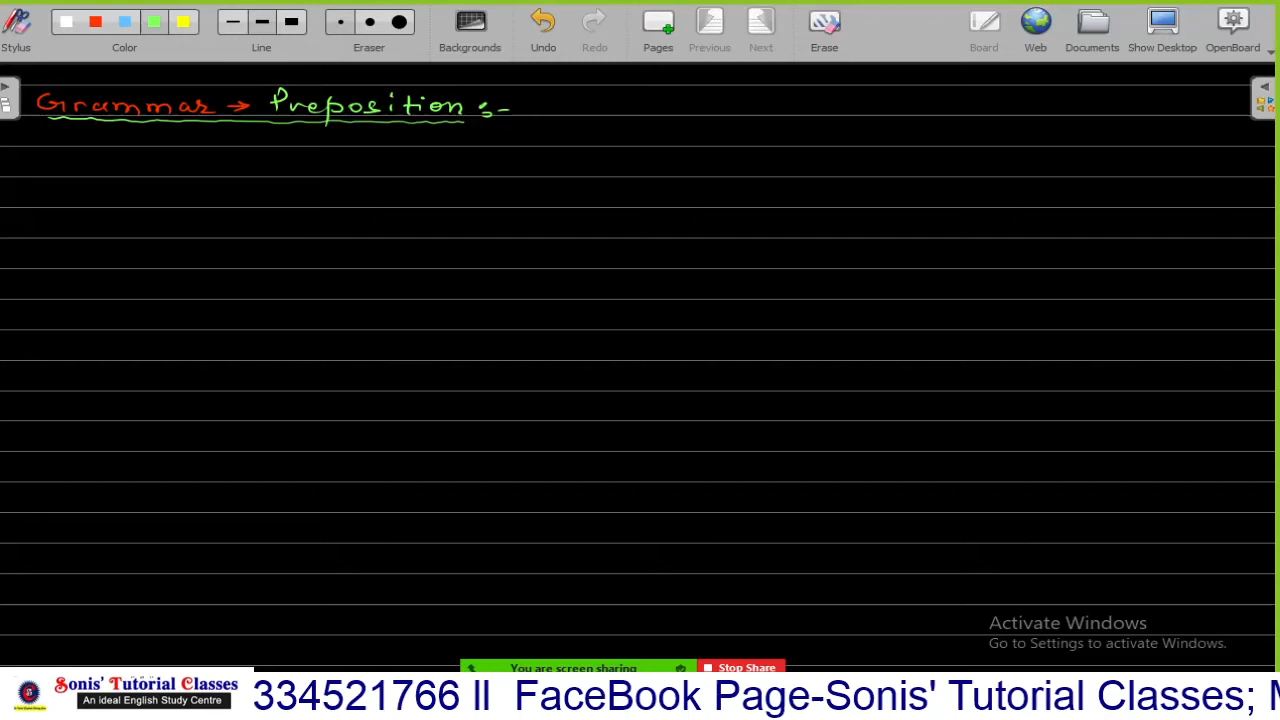 Stylus Color Line Eraser Backgrounds Undo Redo Pages Previous Next Erase Board Web Documents Show Desktop OpenBoard
Grammar → Preposition :-
Activate Windows
Go to Settings to activate Windows.
You are screen sharing Stop Share
Sonis' Tutorial Classes
An ideal English Study Centre
334521766 ll FaceBook Page-Sonis' Tutorial Classes; M